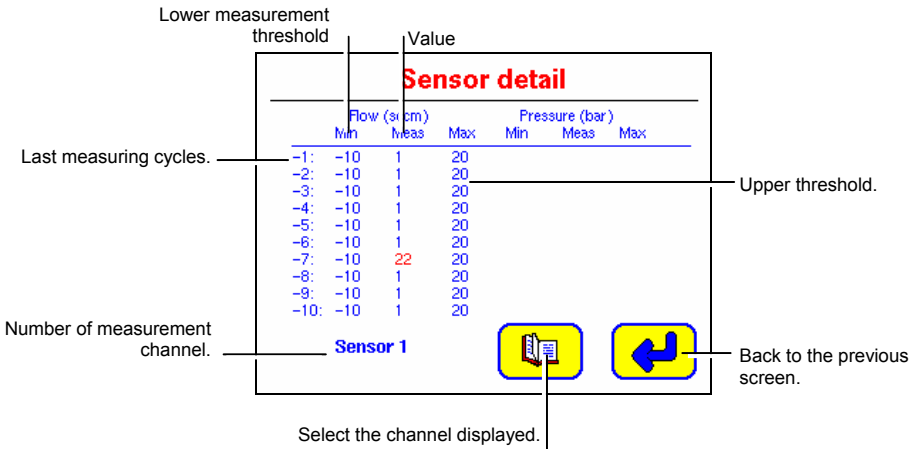 Lower measurement
threshold
Value
Sensor detail
Flow (sccm) Pressure (bar)
Min Meas Max Min Meas Max
Last measuring cycles.
-1: -10 1 20
-2: -10 1 20
-3: -10 1 20
-4: -10 1 20
-5: -10 1 20
-6: -10 1 20
-7: -10 22 20
-8: -10 1 20
-9: -10 1 20
-10: -10 1 20
Upper threshold.
Number of measurement
channel.
Sensor 1
Back to the previous
screen.
Select the channel displayed.